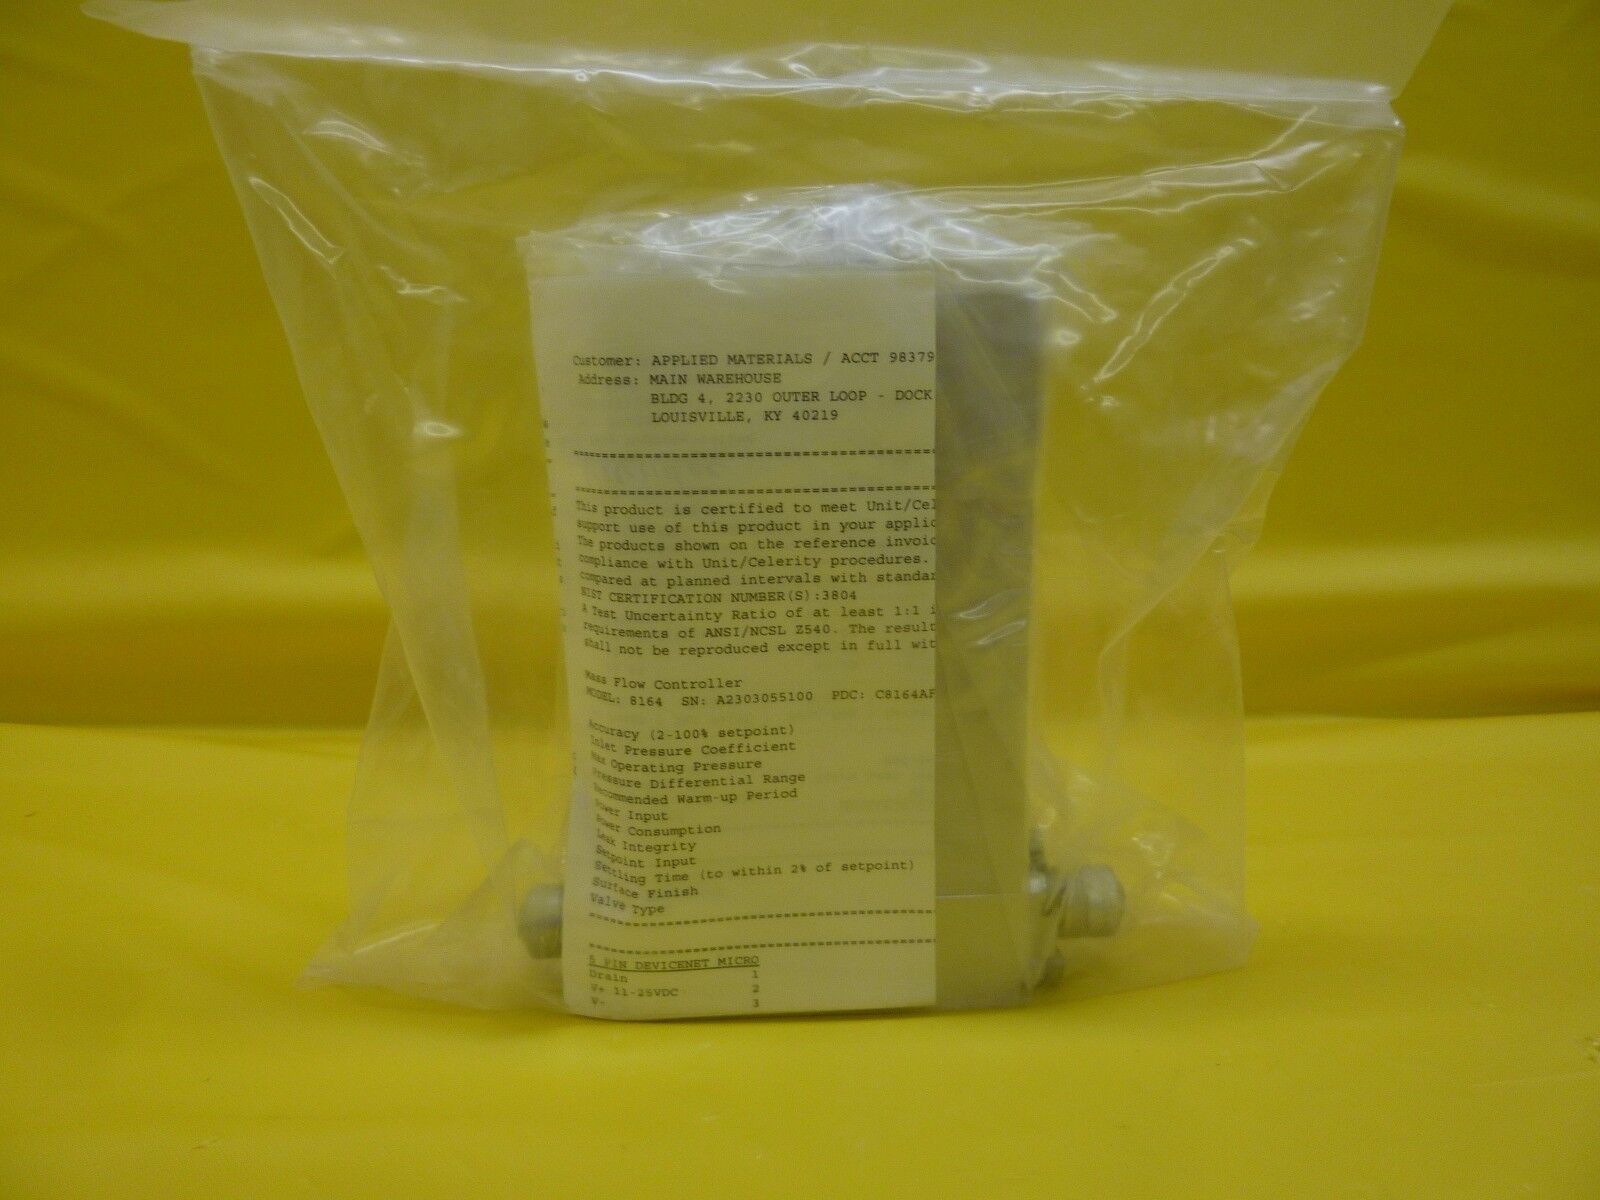 Customer: APPLIED MATERIALS / ACCT 98379
Address: MAIN WAREHOUSE
BLDG 4, 2230 OUTER LOOP - DOCK
LOUISVILLE, KY 40219
This product is certified to meet Unit/Cel
support use of this product in your applic
The products shown on the reference invoic
compliance with Unit/Celerity procedures.
compared at planned intervals with standar
NIST CERTIFICATION NUMBER(S):3804
A Test Uncertainty Ratio of at least 1:1 i
requirements of ANSI/NCSL Z540. The result
shall not be reproduced except in full wit
Mass Flow Controller
MODEL: 8164 SN: A2303055100 PDC: C8164AF
Accuracy (2-100% setpoint)
Inlet Pressure Coefficient
Max Operating Pressure
Pressure Differential Range
Recommended Warm-up Period
Power Input
Power Consumption
Leak Integrity
Setpoint Input
Settling Time (to within 2% of setpoint)
Surface Finish
Valve Type
5 PIN DEVICENET MICRO
Drain 1
V+ 11-25VDC 2
V- 3